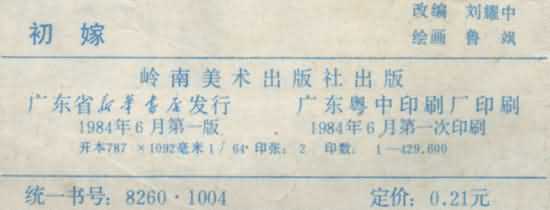 初嫁
改编 刘耀中
绘画 鲁飒
岭南美术出版社出版
广东省新华书店发行 广东粤中印刷厂印刷
1984年6月第一版 1984年6月第一次印刷
开本787×1092毫米1/64·印张:2 印数:1—429,600
统一书号:8260·1004 定价:0.21元